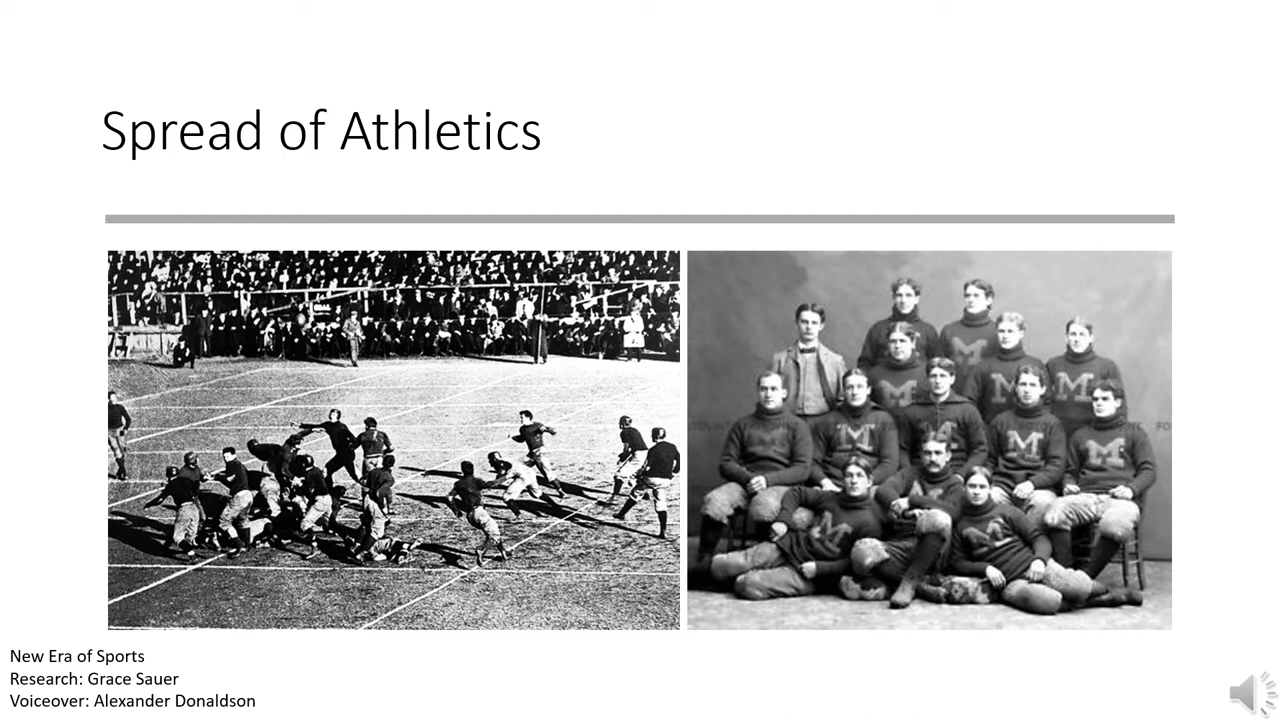 Spread of Athletics
M
M
M
M
M
M
M
M
M
New Era of Sports
Research: Grace Sauer
Voiceover: Alexander Donaldson